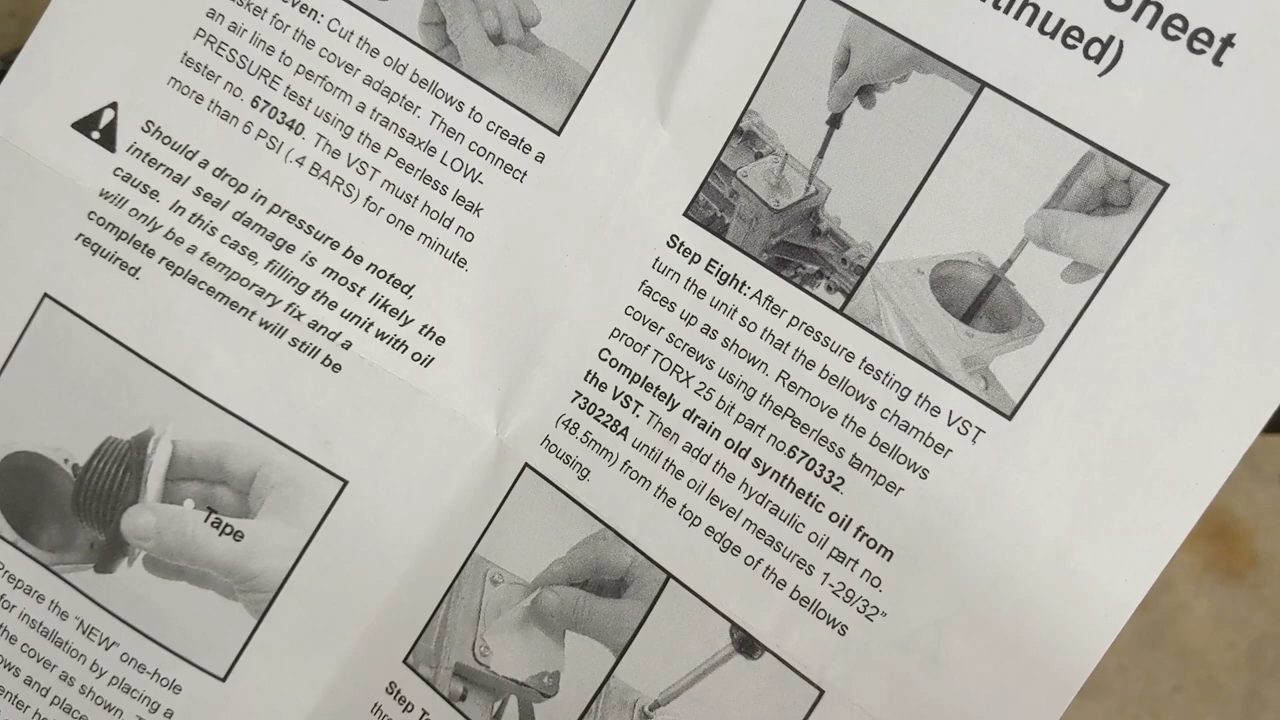 even: Cut the old bellows to create a
gasket for the cover adapter. Then connect
an air line to perform a transaxle LOW-
PRESSURE test using the Peerless leak
tester no. 670340. The VST must hold no
more than 6 PSI (.4 BARS) for one minute.
Should a drop in pressure be noted,
internal seal damage is most likely the
cause. In this case, filling the unit with oil
will only be a temporary fix and a
complete replacement will still be
required.
Tape
Prepare the "NEW" one-hole
for installation by placing a
the cover as shown.
ows and place
Sheet
tinued)
Step Eight: After pressure testing the VST,
turn the unit so that the bellows chamber
faces up as shown. Remove the bellows
cover screws using thePeerless tamper
proof TORX 25 bit part no.670332.
Completely drain old synthetic oil from
the VST. Then add the hydraulic oil part no.
730228A until the oil level measures 1-29/32"
(48.5mm) from the top edge of the bellows
housing.
Step